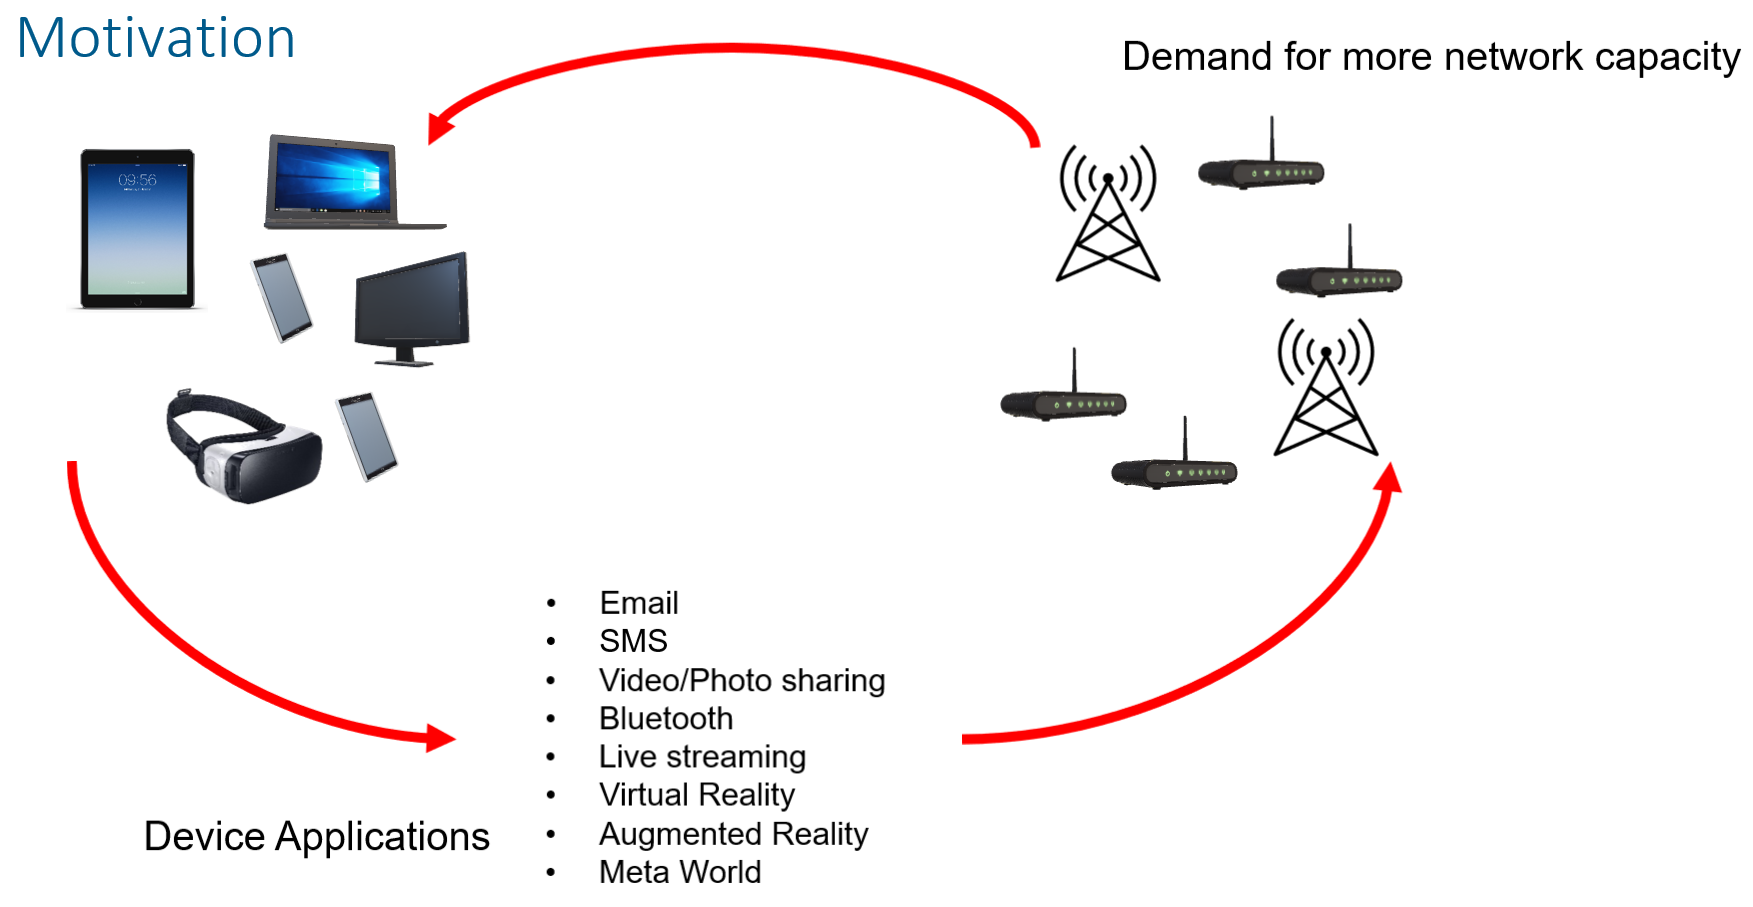 Motivation
Demand for more network capacity
09:56
• Email
• SMS
• Video/Photo sharing
• Bluetooth
• Live streaming
• Virtual Reality
• Augmented Reality
• Meta World
Device Applications